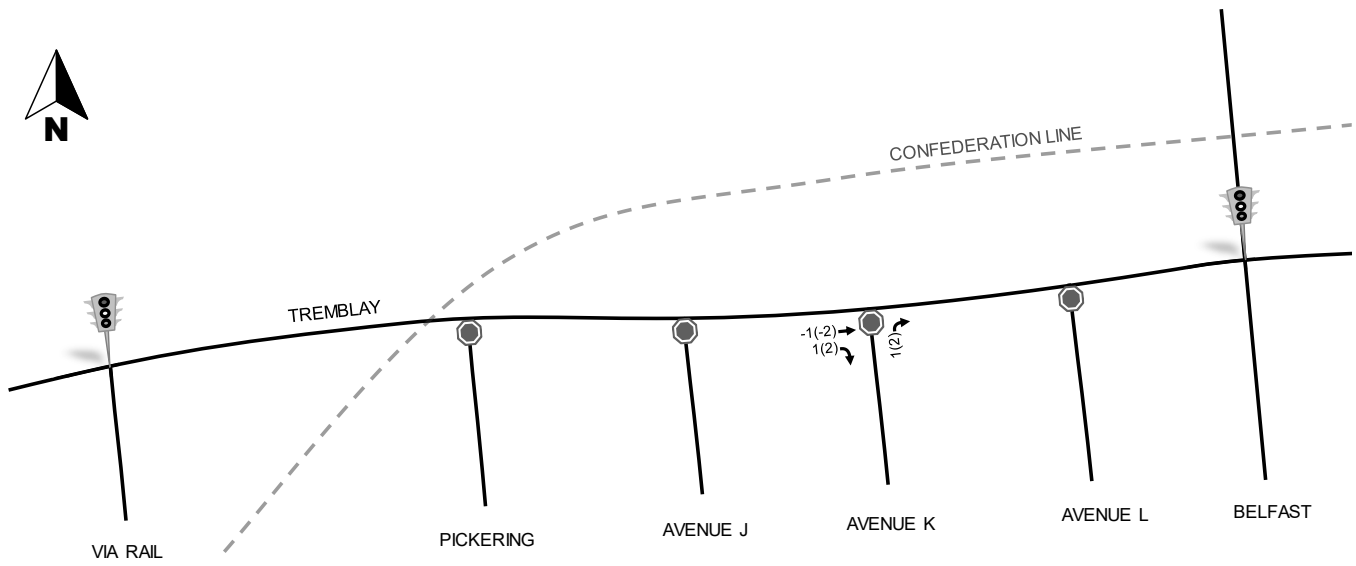 N
CONFEDERATION LINE
TREMBLAY
-1(-2)
1(2)
1(2)
VIA RAIL
PICKERING
AVENUE J
AVENUE K
AVENUE L
BELFAST